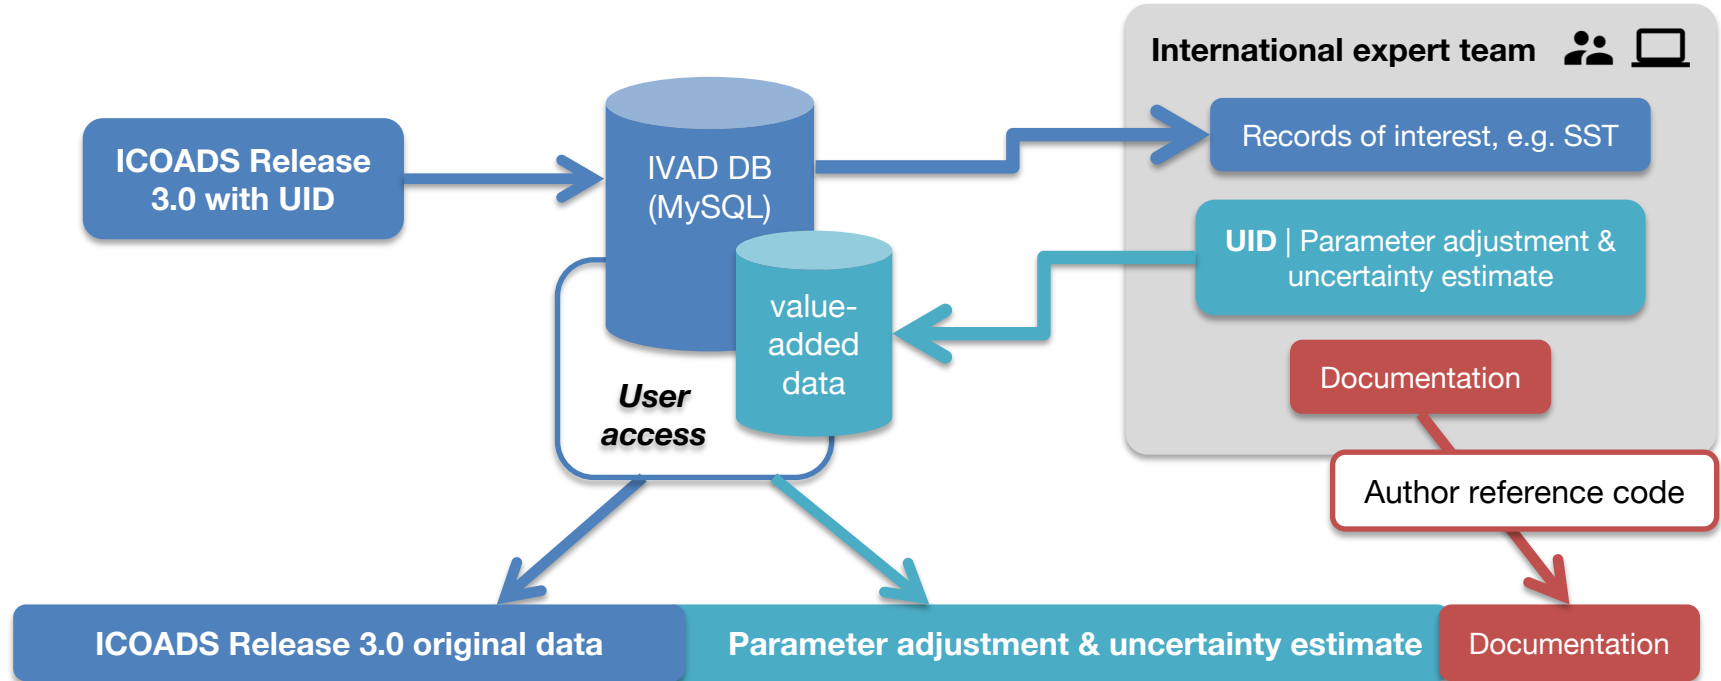 International expert team
ICOADS Release
3.0 with UID
IVAD DB
(MySQL)
Records of interest, e.g. SST
UID | Parameter adjustment &
uncertainty estimate
value-
added
data
Documentation
User
access
Author reference code
ICOADS Release 3.0 original data
Parameter adjustment & uncertainty estimate
Documentation